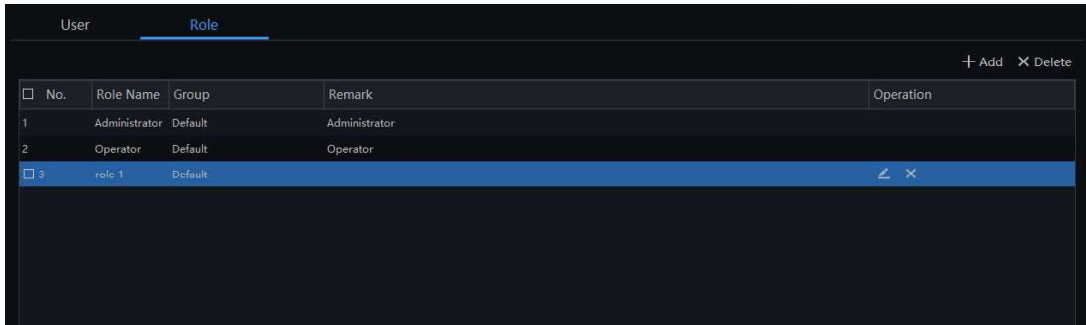 User Role
Add Delete
No. Role Name Group Remark Operation
1 Administrator Default Administrator
2 Operator Default Operator
3 role 1 Default